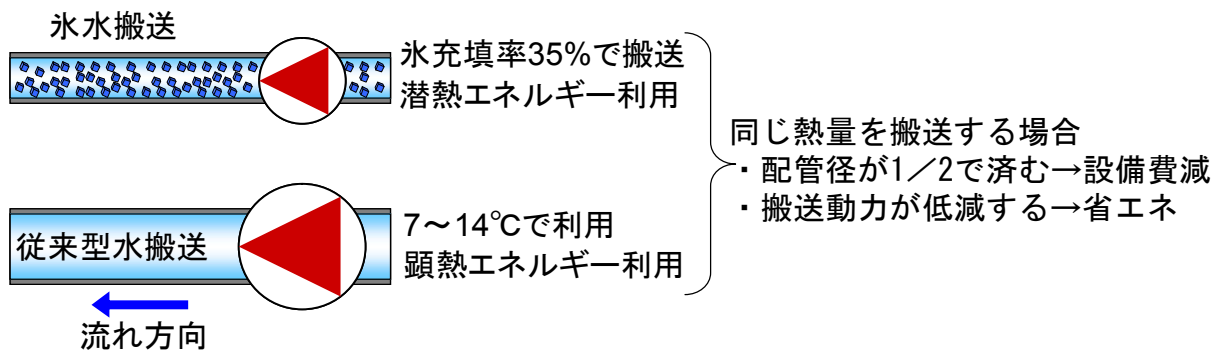 氷水搬送
氷充填率35%で搬送
潜熱エネルギー利用
従来型水搬送
7～14℃で利用
顕熱エネルギー利用
流れ方向
同じ熱量を搬送する場合
・配管径が1／2で済む→設備費減
・搬送動力が低減する→省エネ